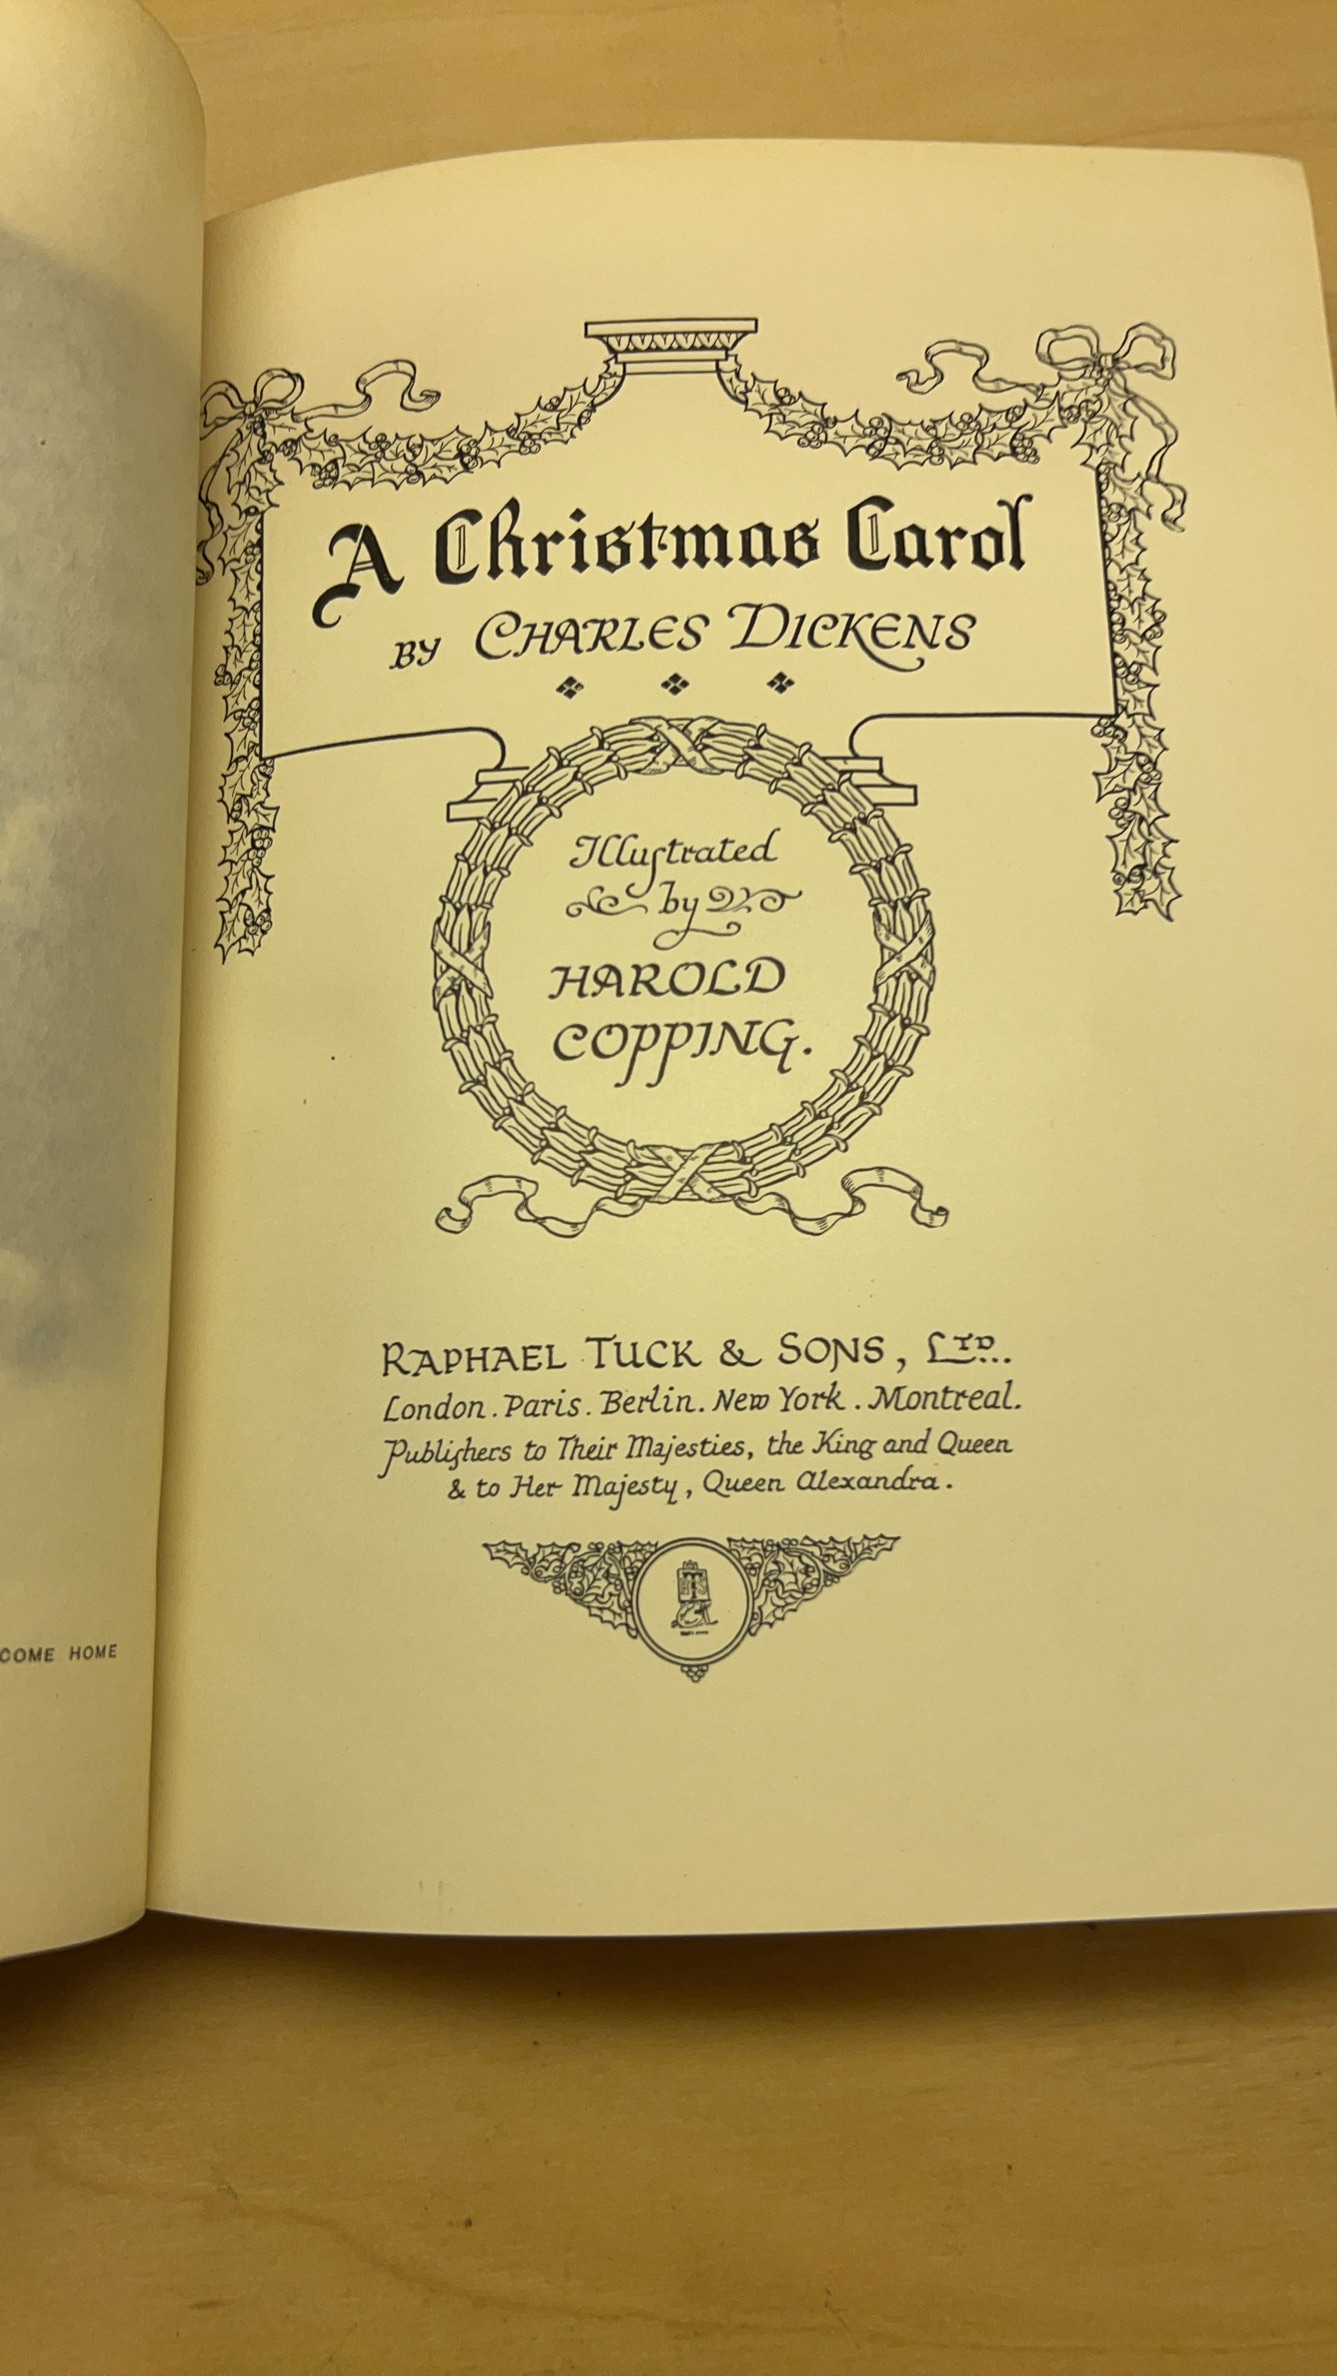 A Christmas Carol
BY CHARLES DICKENS
Illustrated
by
HAROLD
COPPING.
RAPHAEL TUCK & SONS, LTD.
London. Paris. Berlin. New York. Montreal.
Publishers to Their Majesties, the King and Queen
& to Her Majesty, Queen Alexandra.
COME HOME